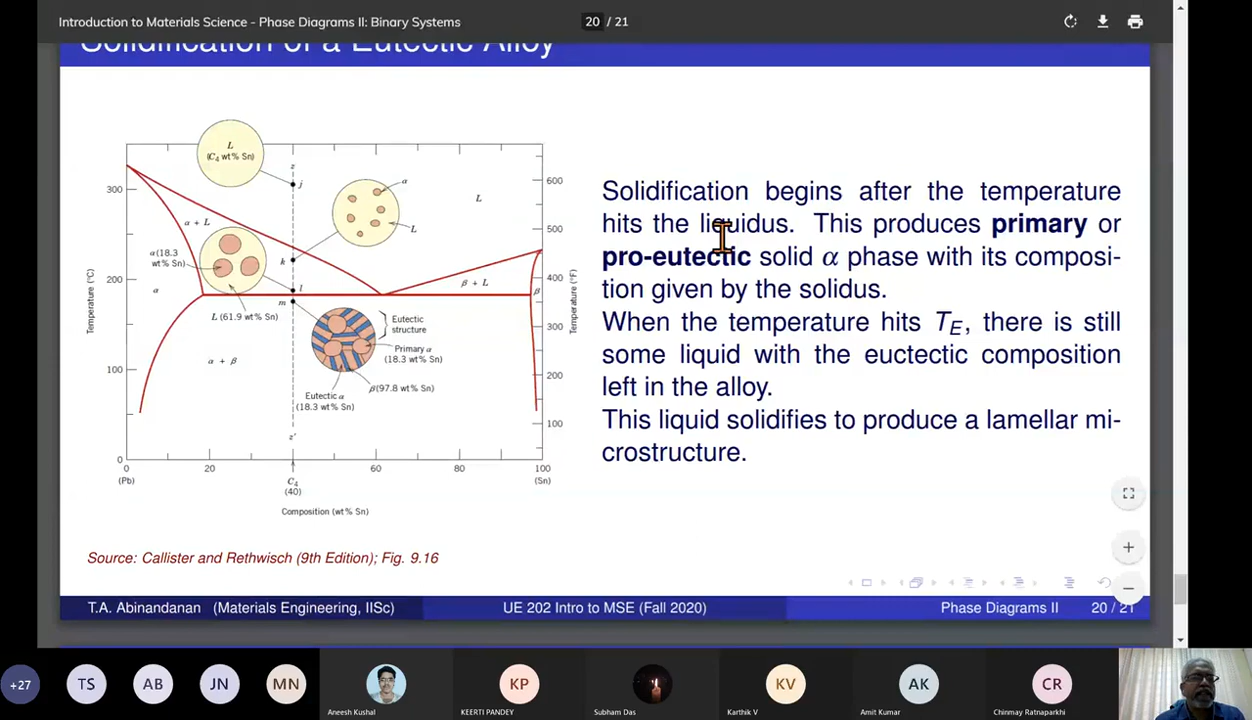 Introduction to Materials Science - Phase Diagrams II: Binary Systems
20 / 21
Solidification of a Eutectic Alloy
L
(C₄ wt% Sn)
z
j
α
L
L
α + L
k
l
m
α(18.3
wt% Sn)
α
β + L
β
L (61.9 wt% Sn)
α + β
Eutectic
structure
Primary α
(18.3 wt% Sn)
β(97.8 wt% Sn)
Eutectic α
(18.3 wt% Sn)
z′
300
200
100
0
Temperature (°C)
600
500
400
300
200
100
Temperature (°F)
0
(Pb)
20
C₄
(40)
60
80
100
(Sn)
Composition (wt% Sn)
Solidification begins after the temperature
hits the liquidus. This produces primary or
pro-eutectic solid α phase with its composi-
tion given by the solidus.
When the temperature hits T_E, there is still
some liquid with the euctectic composition
left in the alloy.
This liquid solidifies to produce a lamellar mi-
crostructure.
Source: Callister and Rethwisch (9th Edition); Fig. 9.16
T.A. Abinandanan (Materials Engineering, IISc)
UE 202 Intro to MSE (Fall 2020)
Phase Diagrams II
20 / 21
+27
TS
AB
JN
MN
Aneesh Kushal
KP
KEERTI PANDEY
Subham Das
KV
Karthik V
AK
Amit Kumar
CR
Chinmay Ratnaparkhi